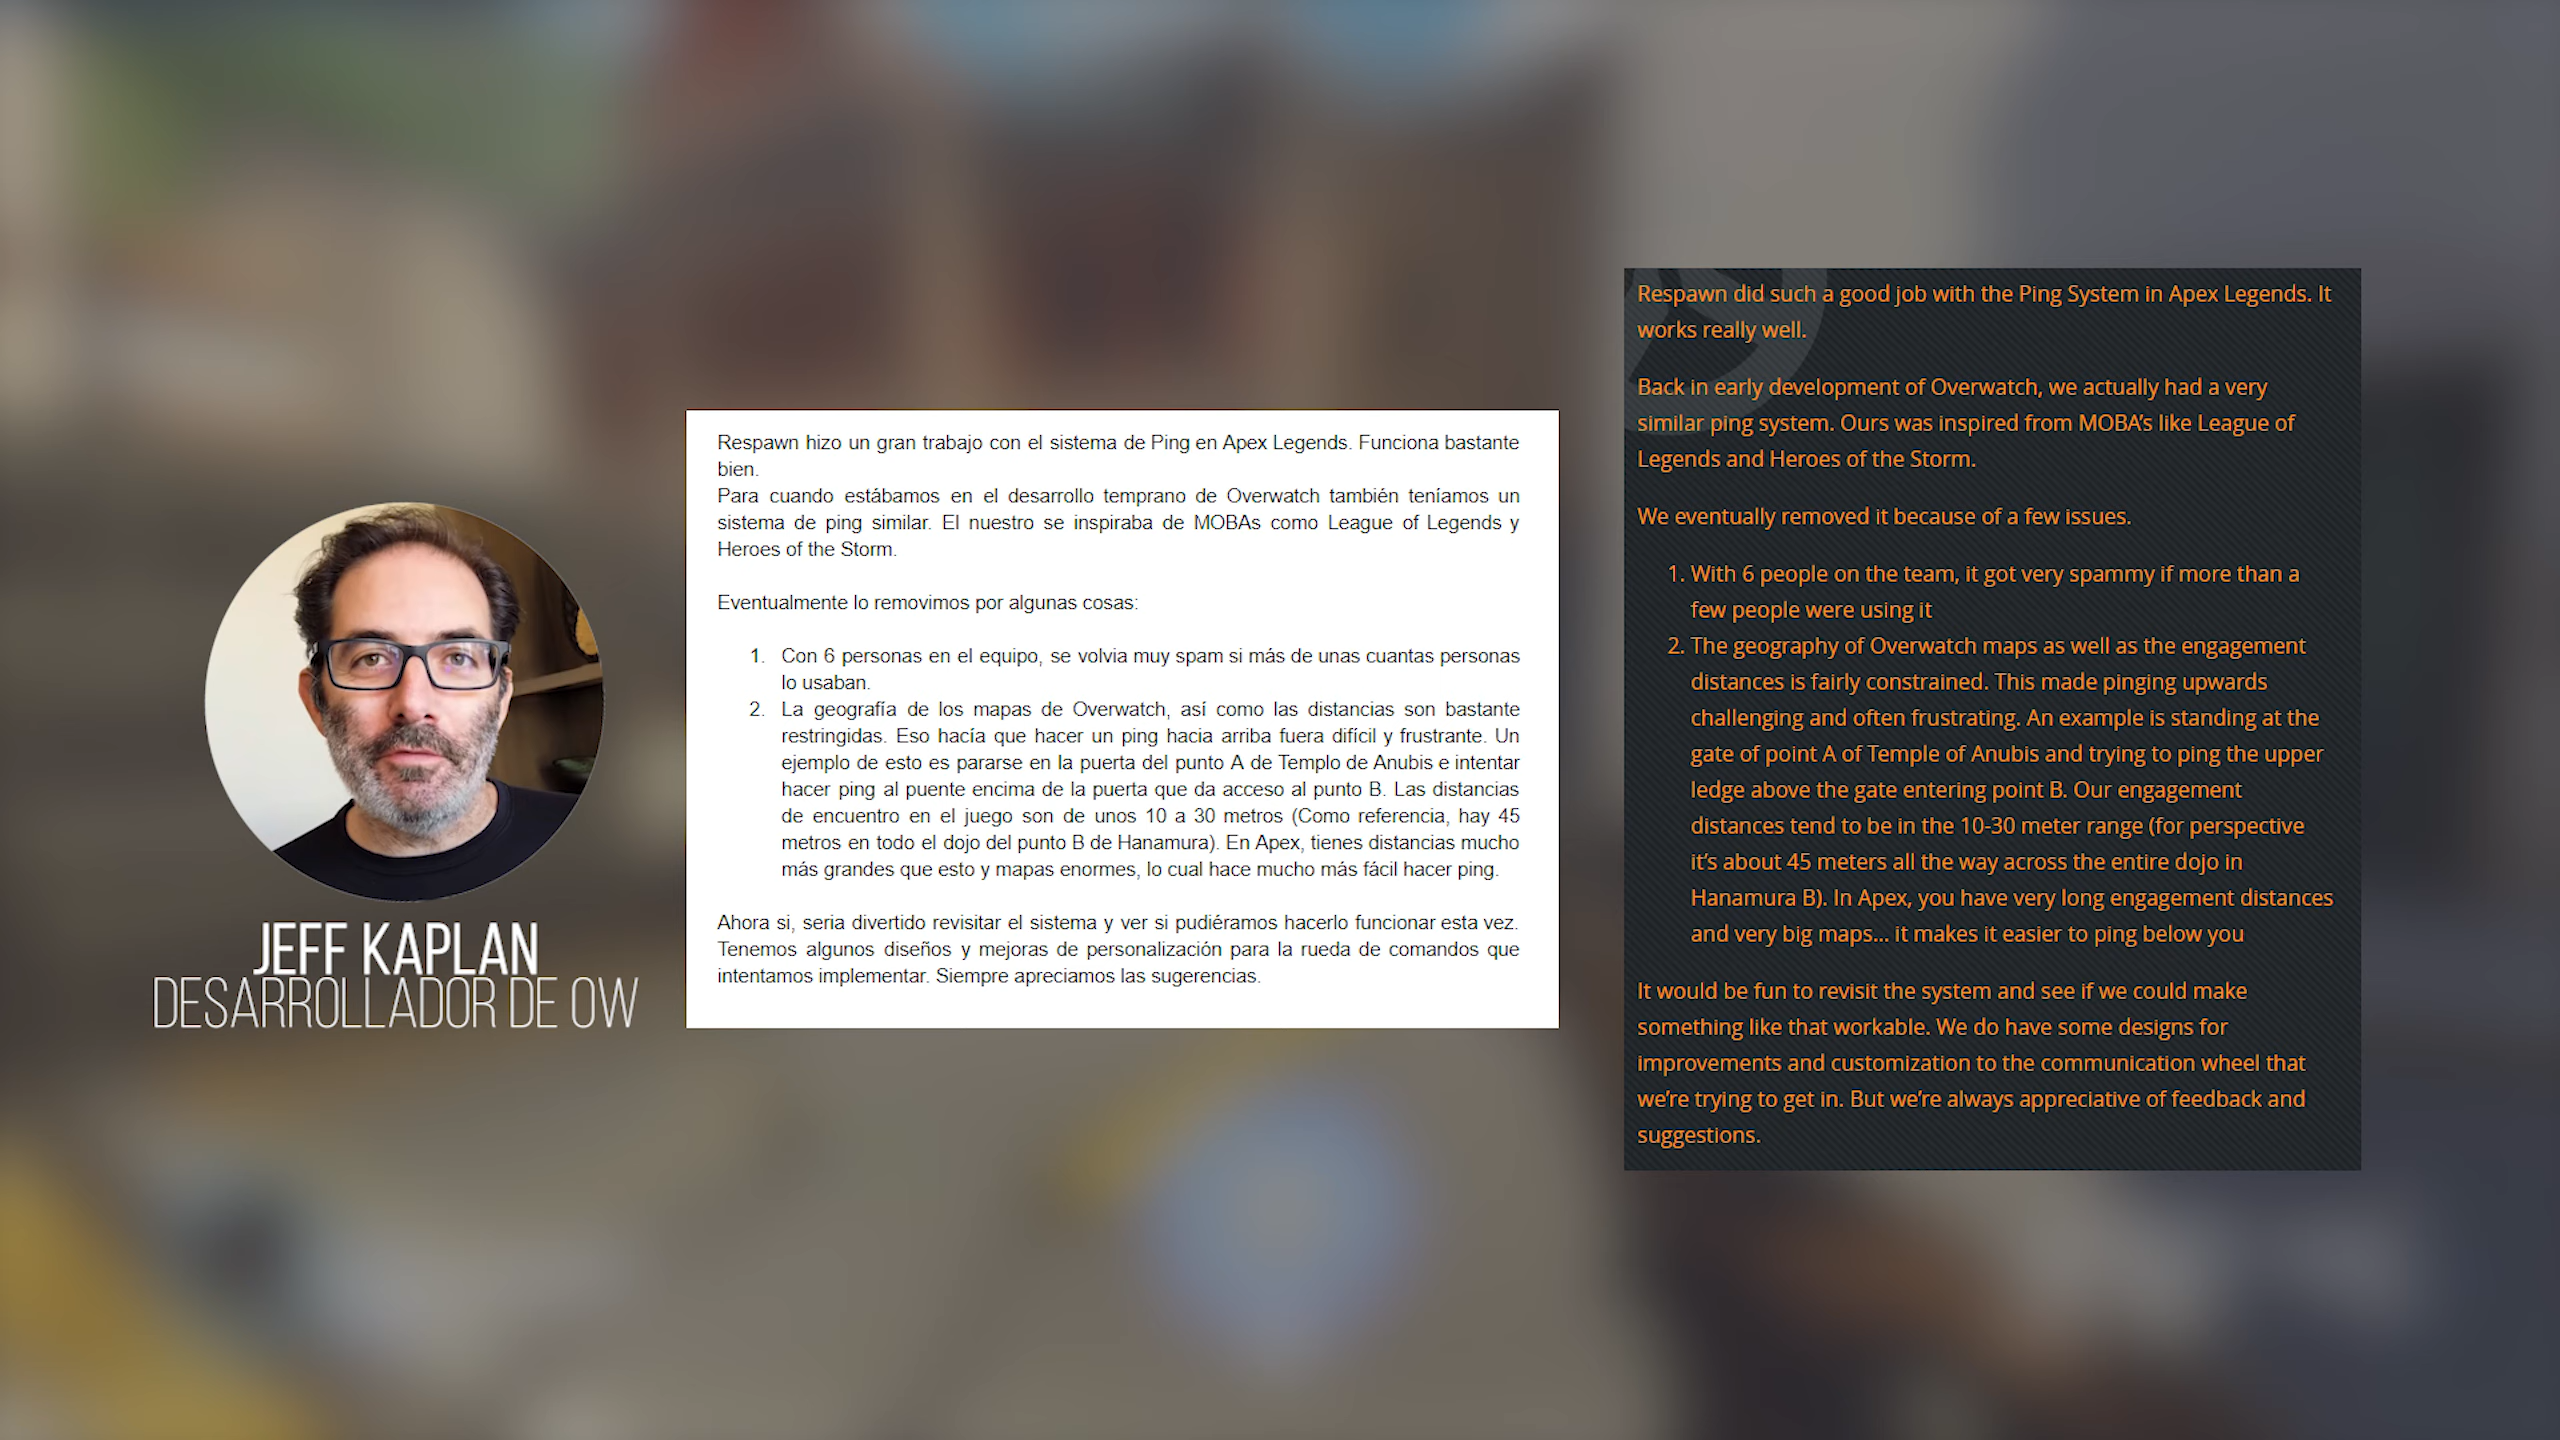 JEFF KAPLAN
DESARROLLADOR DE OW
Respawn hizo un gran trabajo con el sistema de Ping en Apex Legends. Funciona bastante
bien.
Para cuando estábamos en el desarrollo temprano de Overwatch también teníamos un
sistema de ping similar. El nuestro se inspiraba de MOBAs como League of Legends y
Heroes of the Storm.
Eventualmente lo removimos por algunas cosas:
1. Con 6 personas en el equipo, se volvia muy spam si más de unas cuantas personas
lo usaban.
2. La geografía de los mapas de Overwatch, así como las distancias son bastante
restringidas. Eso hacía que hacer un ping hacia arriba fuera difícil y frustrante. Un
ejemplo de esto es pararse en la puerta del punto A de Templo de Anubis e intentar
hacer ping al puente encima de la puerta que da acceso al punto B. Las distancias
de encuentro en el juego son de unos 10 a 30 metros (Como referencia, hay 45
metros en todo el dojo del punto B de Hanamura). En Apex, tienes distancias mucho
más grandes que esto y mapas enormes, lo cual hace mucho más fácil hacer ping.
Ahora si, seria divertido revisitar el sistema y ver si pudiéramos hacerlo funcionar esta vez.
Tenemos algunos diseños y mejoras de personalización para la rueda de comandos que
intentamos implementar. Siempre apreciamos las sugerencias.
Respawn did such a good job with the Ping System in Apex Legends. It
works really well.
Back in early development of Overwatch, we actually had a very
similar ping system. Ours was inspired from MOBA's like League of
Legends and Heroes of the Storm.
We eventually removed it because of a few issues.
1. With 6 people on the team, it got very spammy if more than a
few people were using it
2. The geography of Overwatch maps as well as the engagement
distances is fairly constrained. This made pinging upwards
challenging and often frustrating. An example is standing at the
gate of point A of Temple of Anubis and trying to ping the upper
ledge above the gate entering point B. Our engagement
distances tend to be in the 10-30 meter range (for perspective
it's about 45 meters all the way across the entire dojo in
Hanamura B). In Apex, you have very long engagement distances
and very big maps... it makes it easier to ping below you
It would be fun to revisit the system and see if we could make
something like that workable. We do have some designs for
improvements and customization to the communication wheel that
we're trying to get in. But we're always appreciative of feedback and
suggestions.